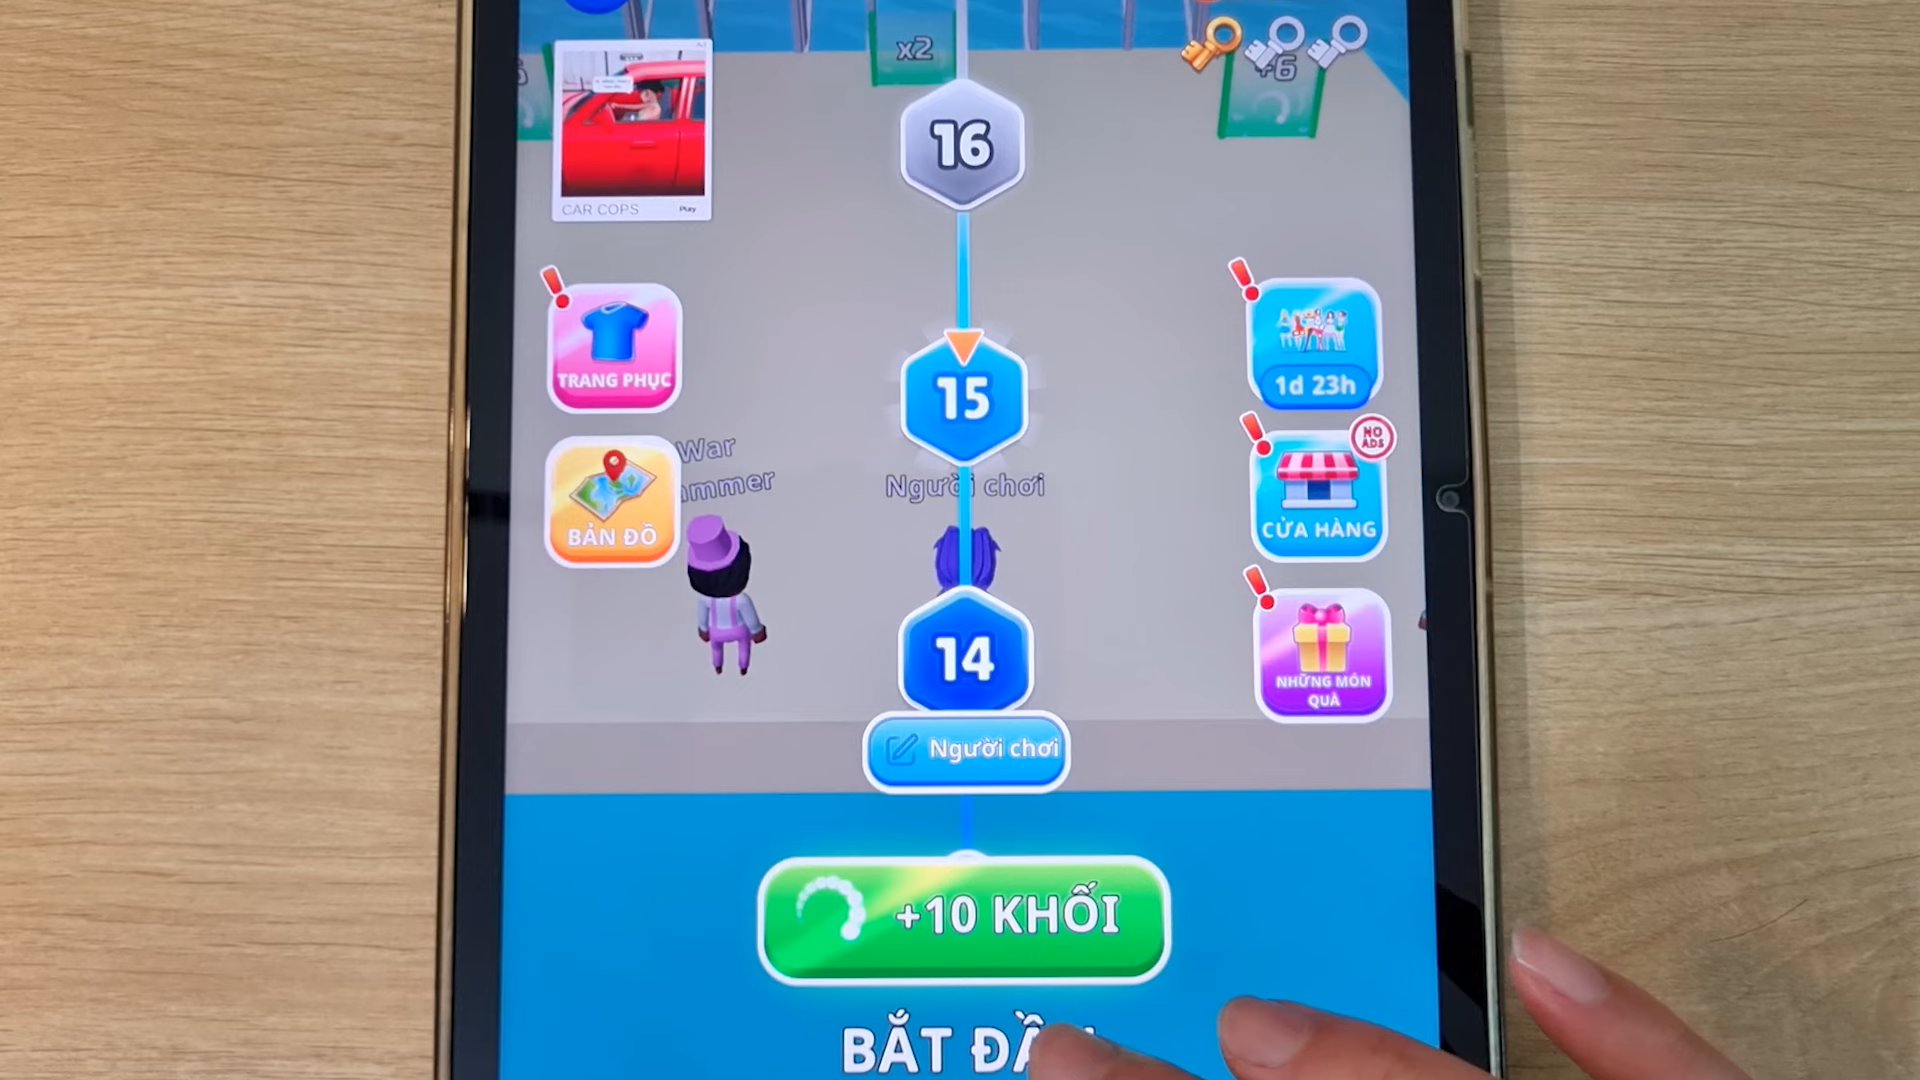 x2
+6
16
CAR COPS
Play
TRANG PHỤC
15
1d 23h
NO
ADS
War
Người chơi
BẢN ĐỒ
CỬA HÀNG
14
NHỮNG MÓN
QUÀ
Người chơi
+10 KHỐI
BẮT